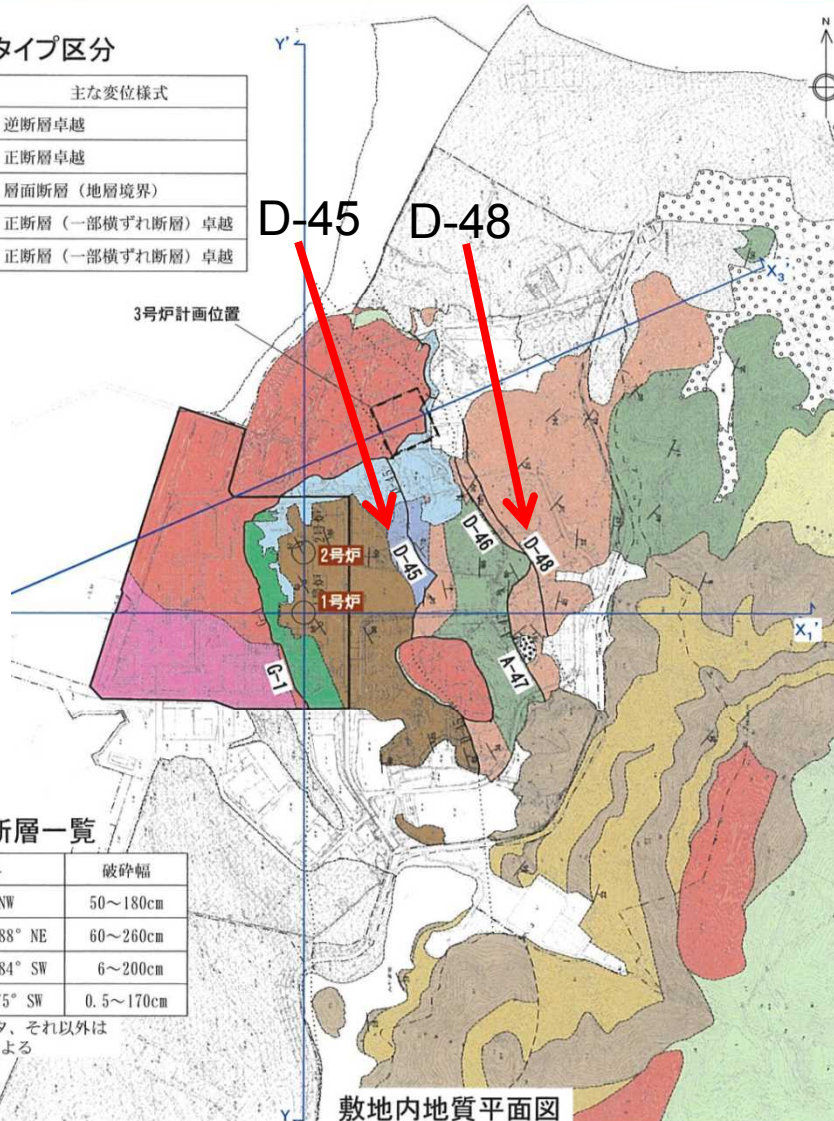 タイプ区分
主な変位様式
逆断層卓越
正断層卓越
層面断層（地層境界）
正断層（一部横ずれ断層）卓越
正断層（一部横ずれ断層）卓越
Y'
N
D-45
D-48
X₃'
3号炉計画位置
D-46
D-45
D-48
2号炉
1号炉
X₁'
G-1
A-47
断層一覧
破砕幅
NW
50～180cm
88° NE
60～260cm
84° SW
6～200cm
5° SW
0.5～170cm
タ、それ以外は
よる
Y
敷地内地質平面図